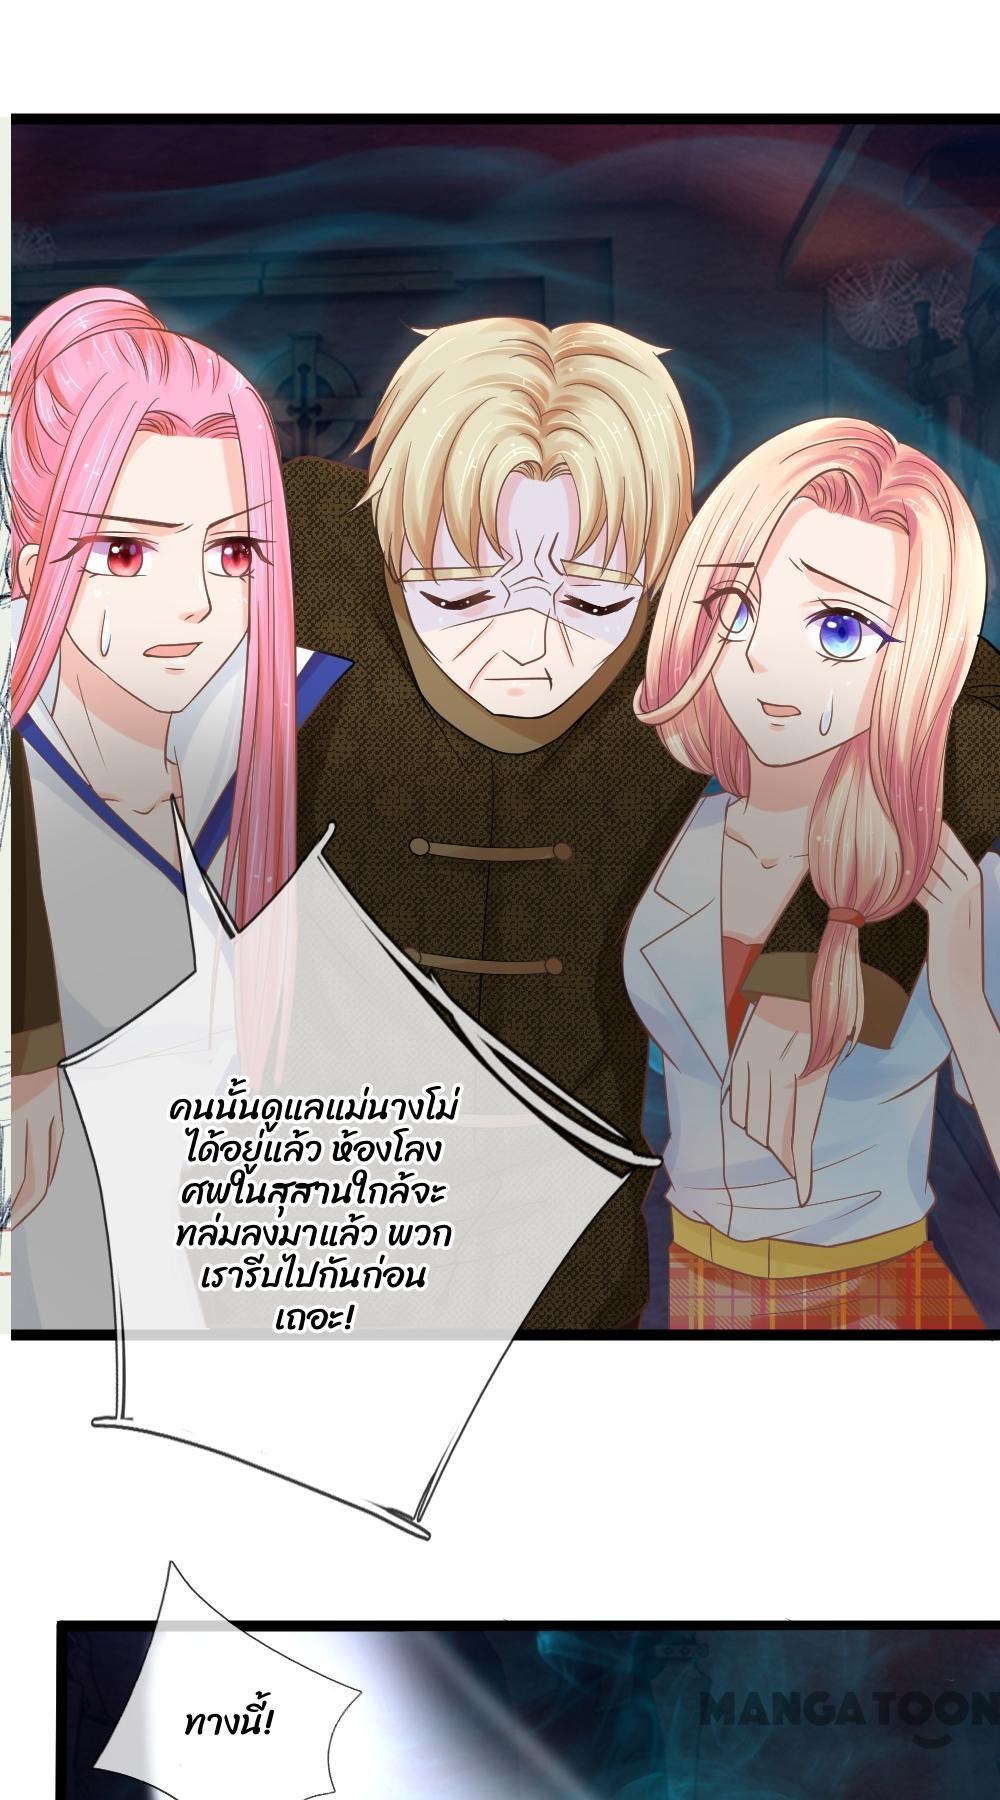 คนนั้นดูแลแม่นางโม่
ได้อยู่แล้ว ห้องโลง
ศพในสุสานใกล้จะ
ทล่มลงมาแล้ว พวก
เรารีบไปกันก่อน
เถอะ!
ทางนี้!
MANGATOON